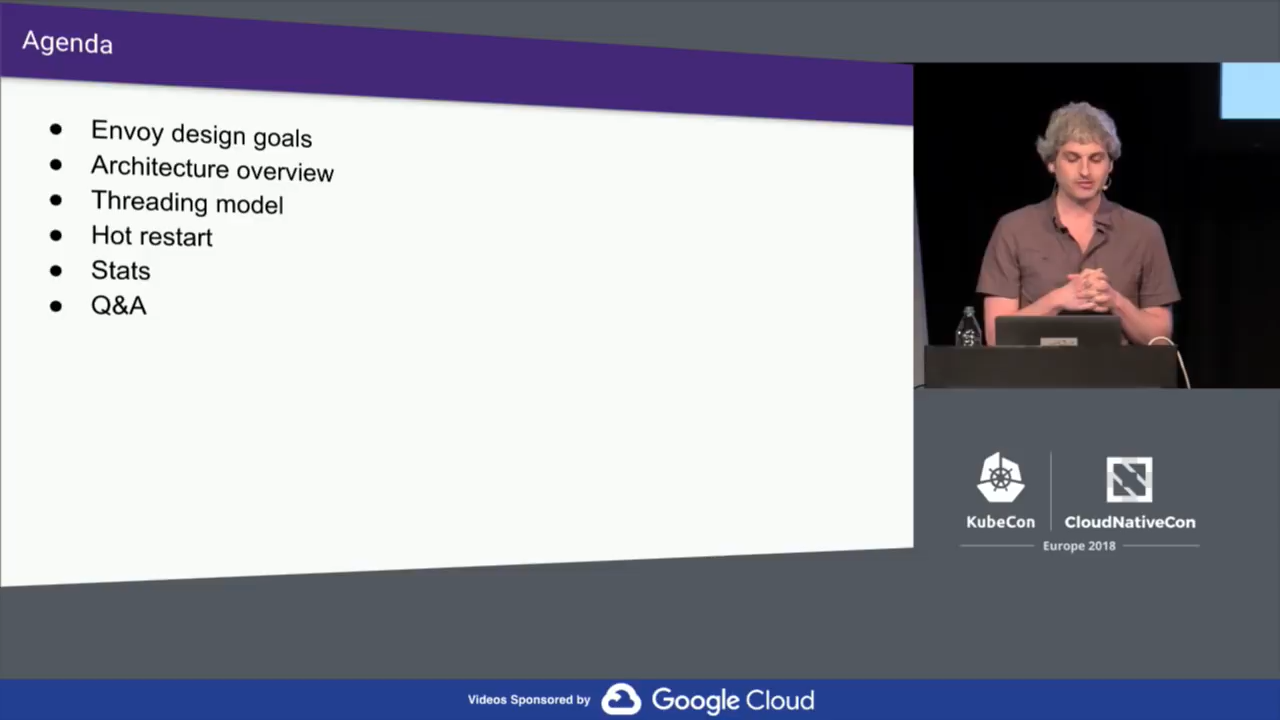 Agenda
● Envoy design goals
● Architecture overview
● Threading model
● Hot restart
● Stats
● Q&A
KubeCon
CloudNativeCon
Europe 2018
Videos Sponsored by Google Cloud